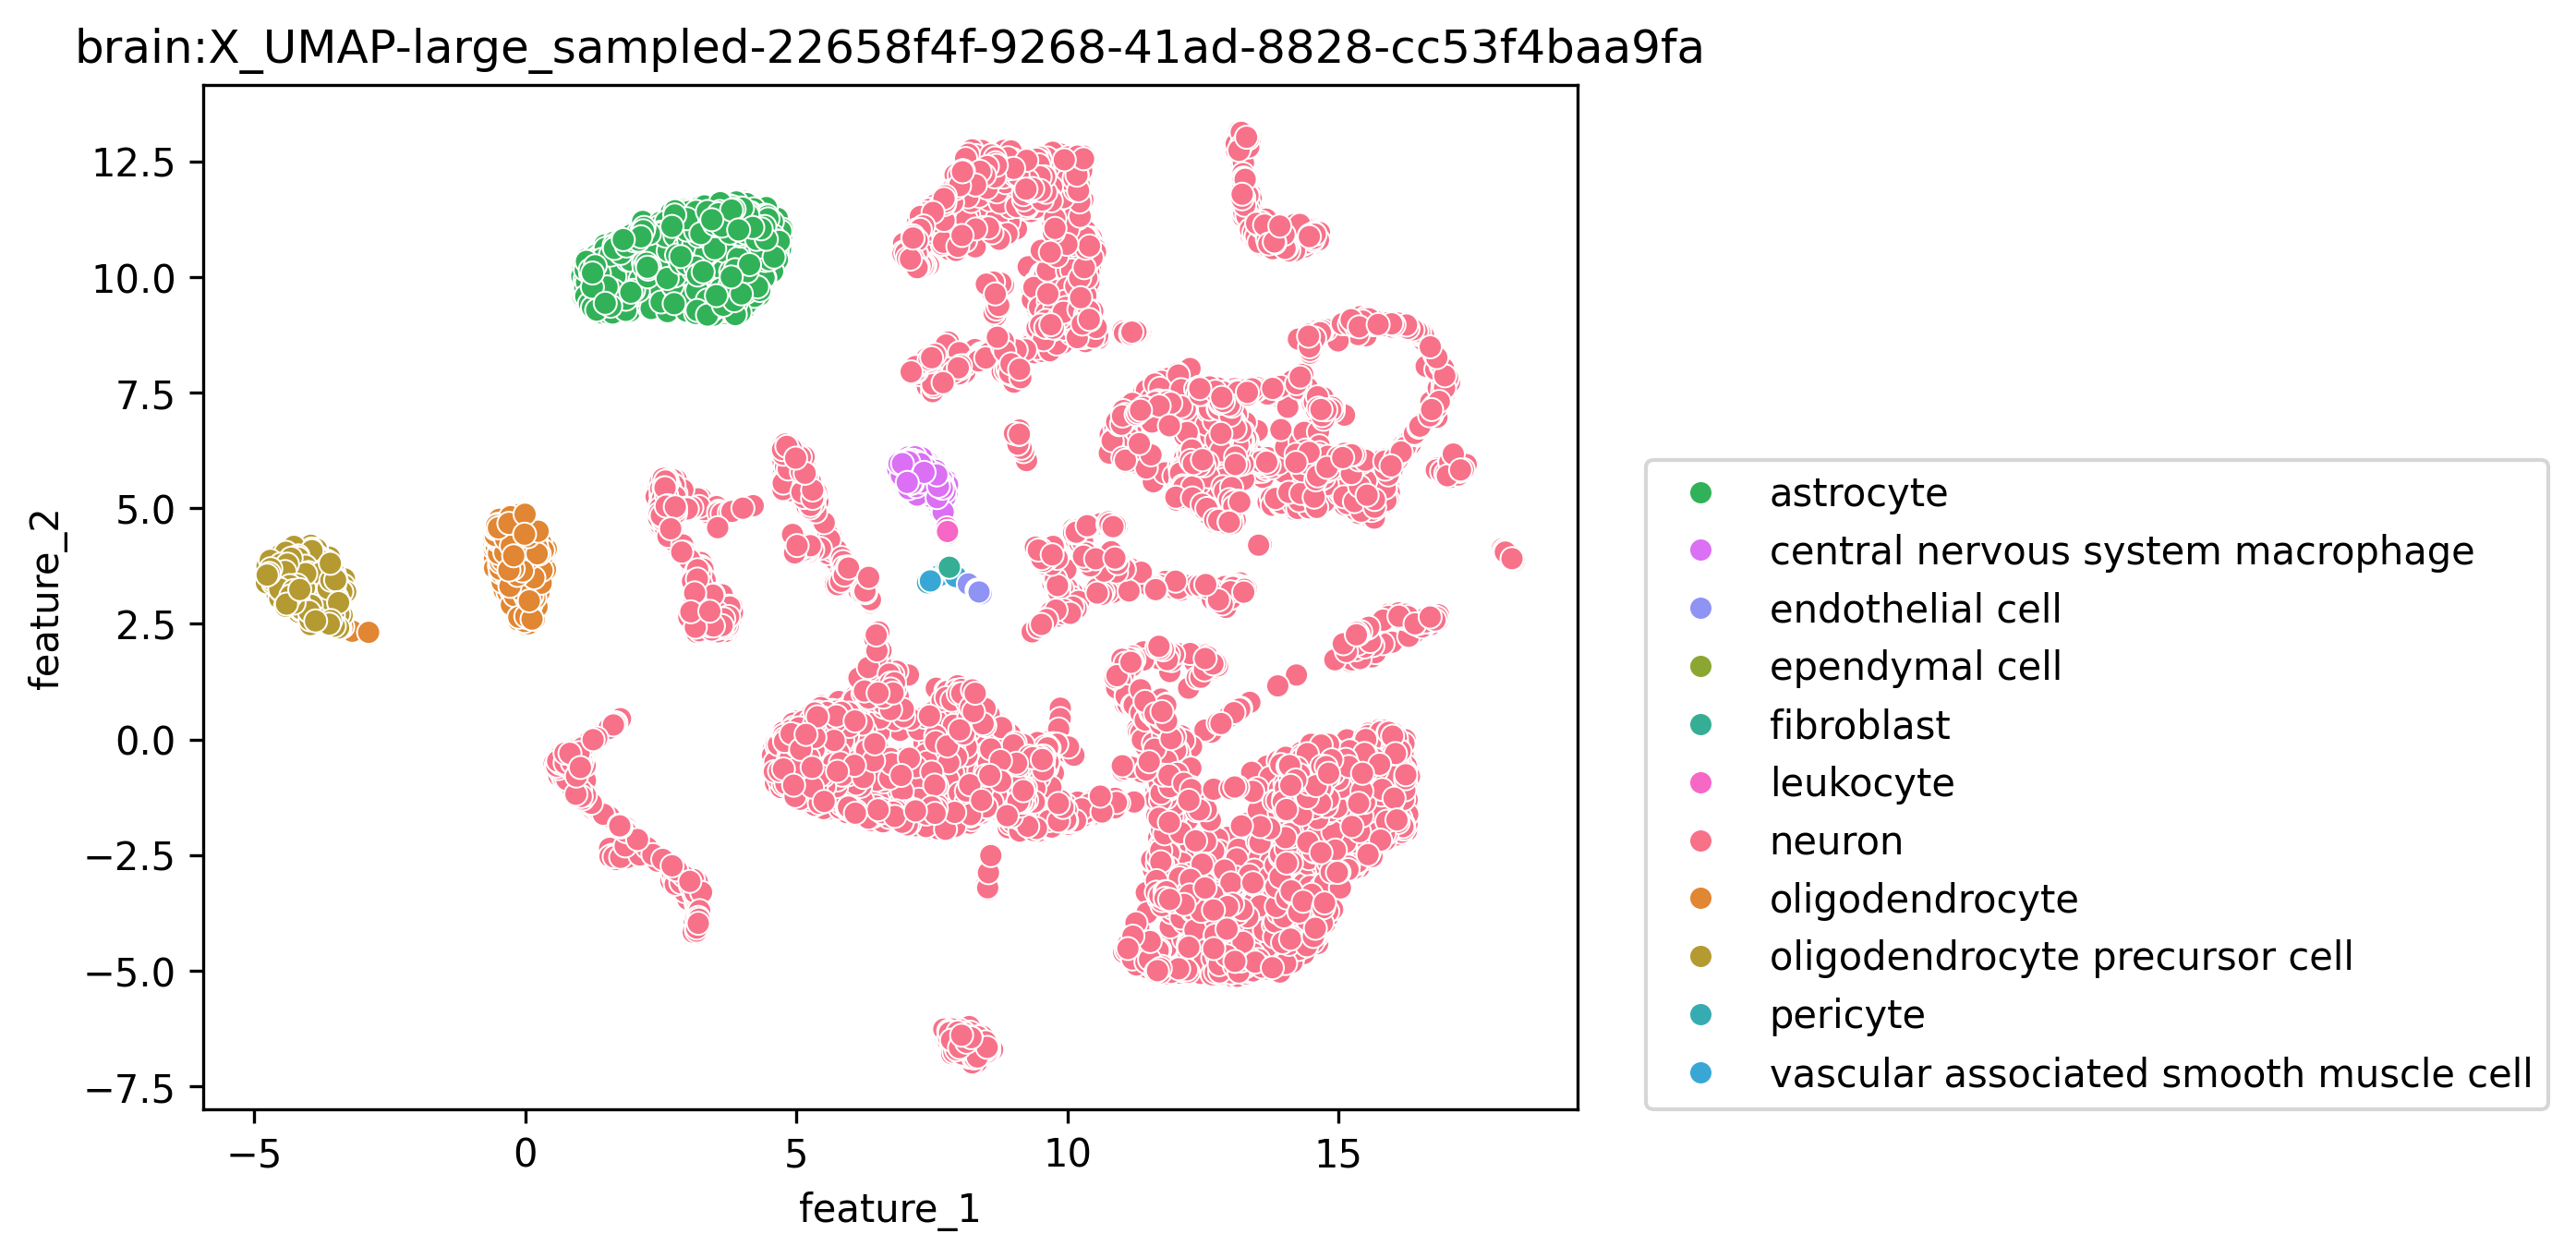 brain:X_UMAP-large_sampled-22658f4f-9268-41ad-8828-cc53f4baa9fa
12.5
10.0
7.5
5.0
2.5
0.0
−2.5
−5.0
−7.5
feature_2
−5
0
5
10
15
feature_1
astrocyte
central nervous system macrophage
endothelial cell
ependymal cell
fibroblast
leukocyte
neuron
oligodendrocyte
oligodendrocyte precursor cell
pericyte
vascular associated smooth muscle cell